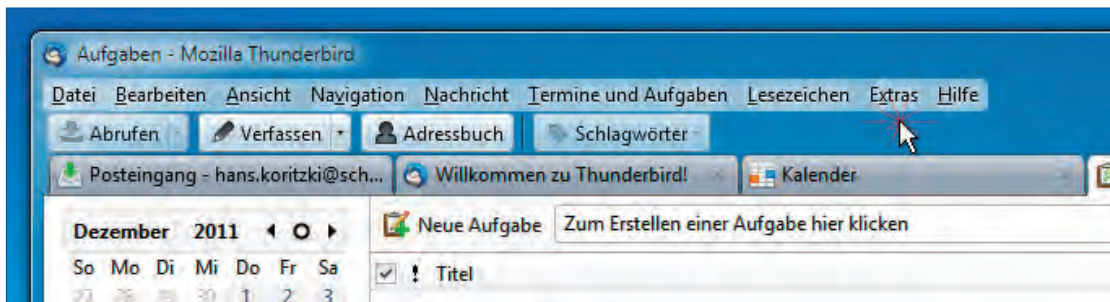 Aufgaben - Mozilla Thunderbird
Datei Bearbeiten Ansicht Navigation Nachricht Termine und Aufgaben Lesezeichen Extras Hilfe
Abrufen Verfassen Adressbuch Schlagwörter
Posteingang - hans.koritzki@sch... Willkommen zu Thunderbird! Kalender
Dezember 2011 Neue Aufgabe Zum Erstellen einer Aufgabe hier klicken
So Mo Di Mi Do Fr Sa ! Titel
1 2 3